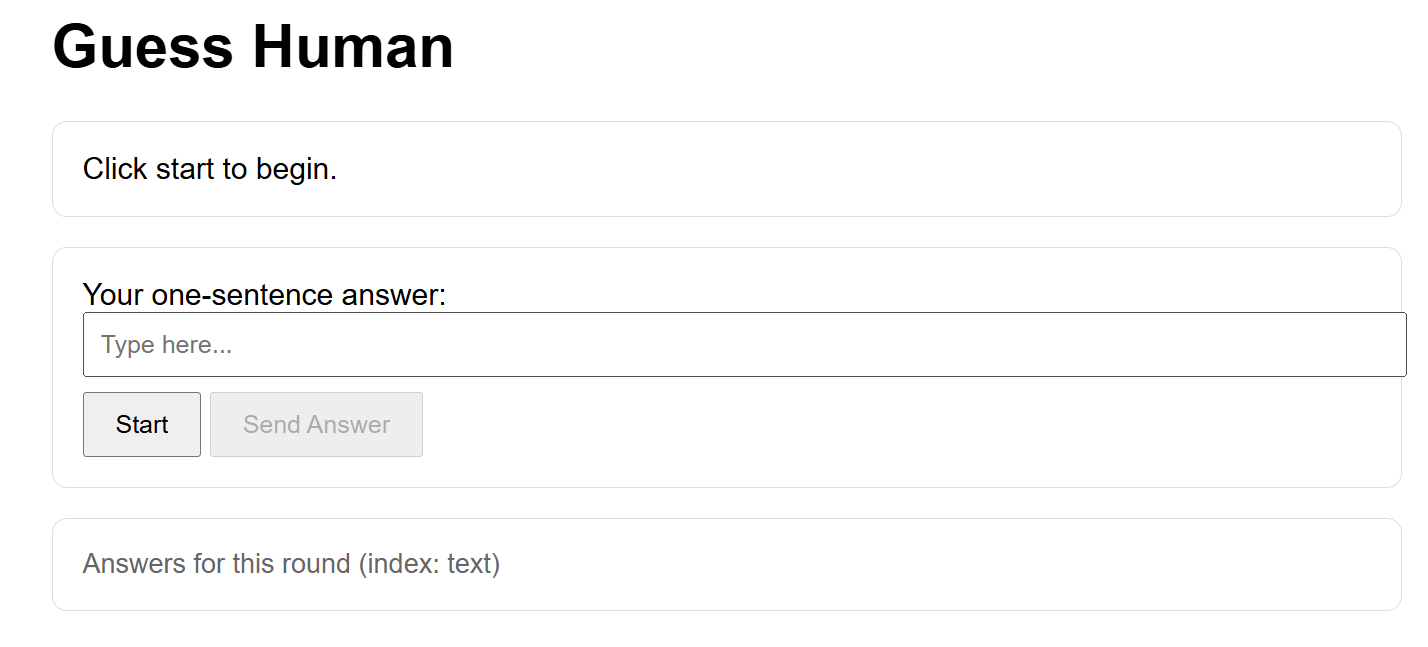 Guess Human
Click start to begin.
Your one-sentence answer:
Type here...
Start Send Answer
Answers for this round (index: text)